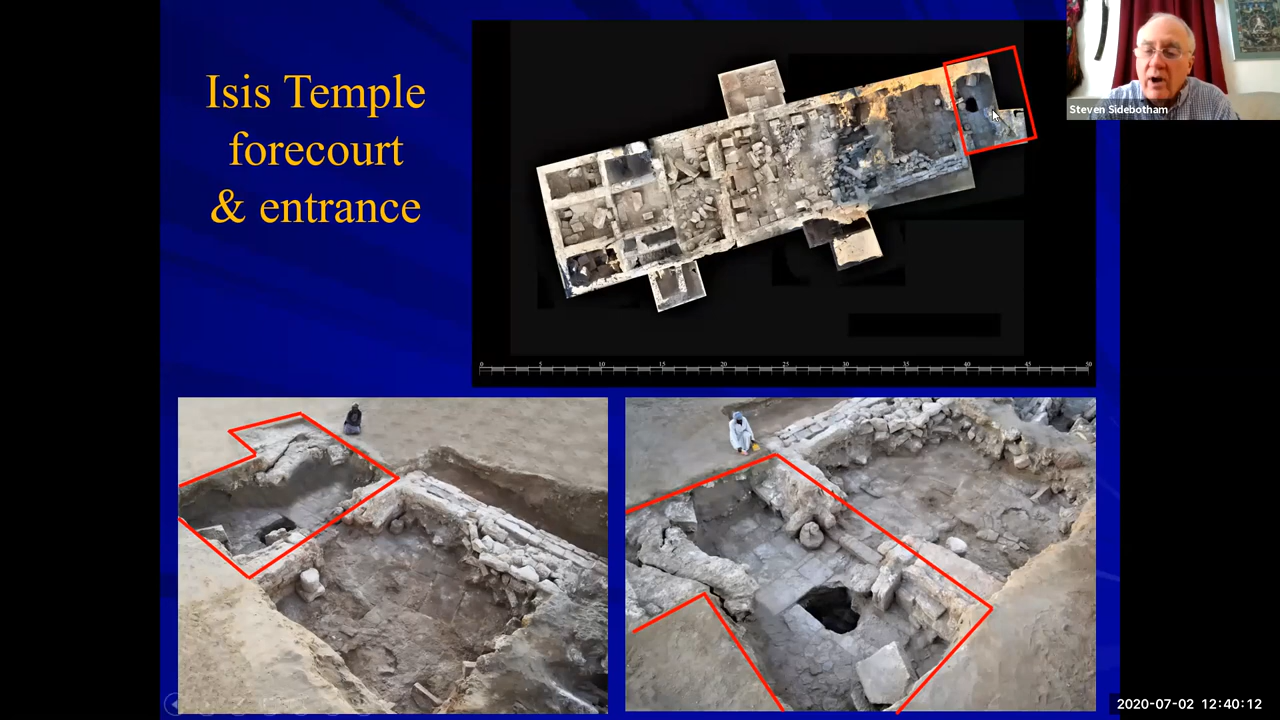 Isis Temple
forecourt
& entrance
Steven Sidebotham
0 5 10 15 20 25 30 35 40 45 50
2020-07-02 12:40:12